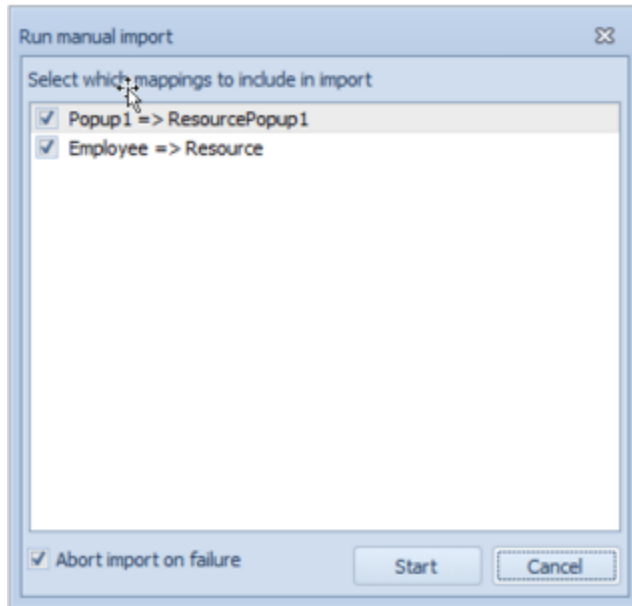 Run manual import
Select which mappings to include in import
Popup1 => ResourcePopup1
Employee => Resource
Abort import on failure
Start
Cancel